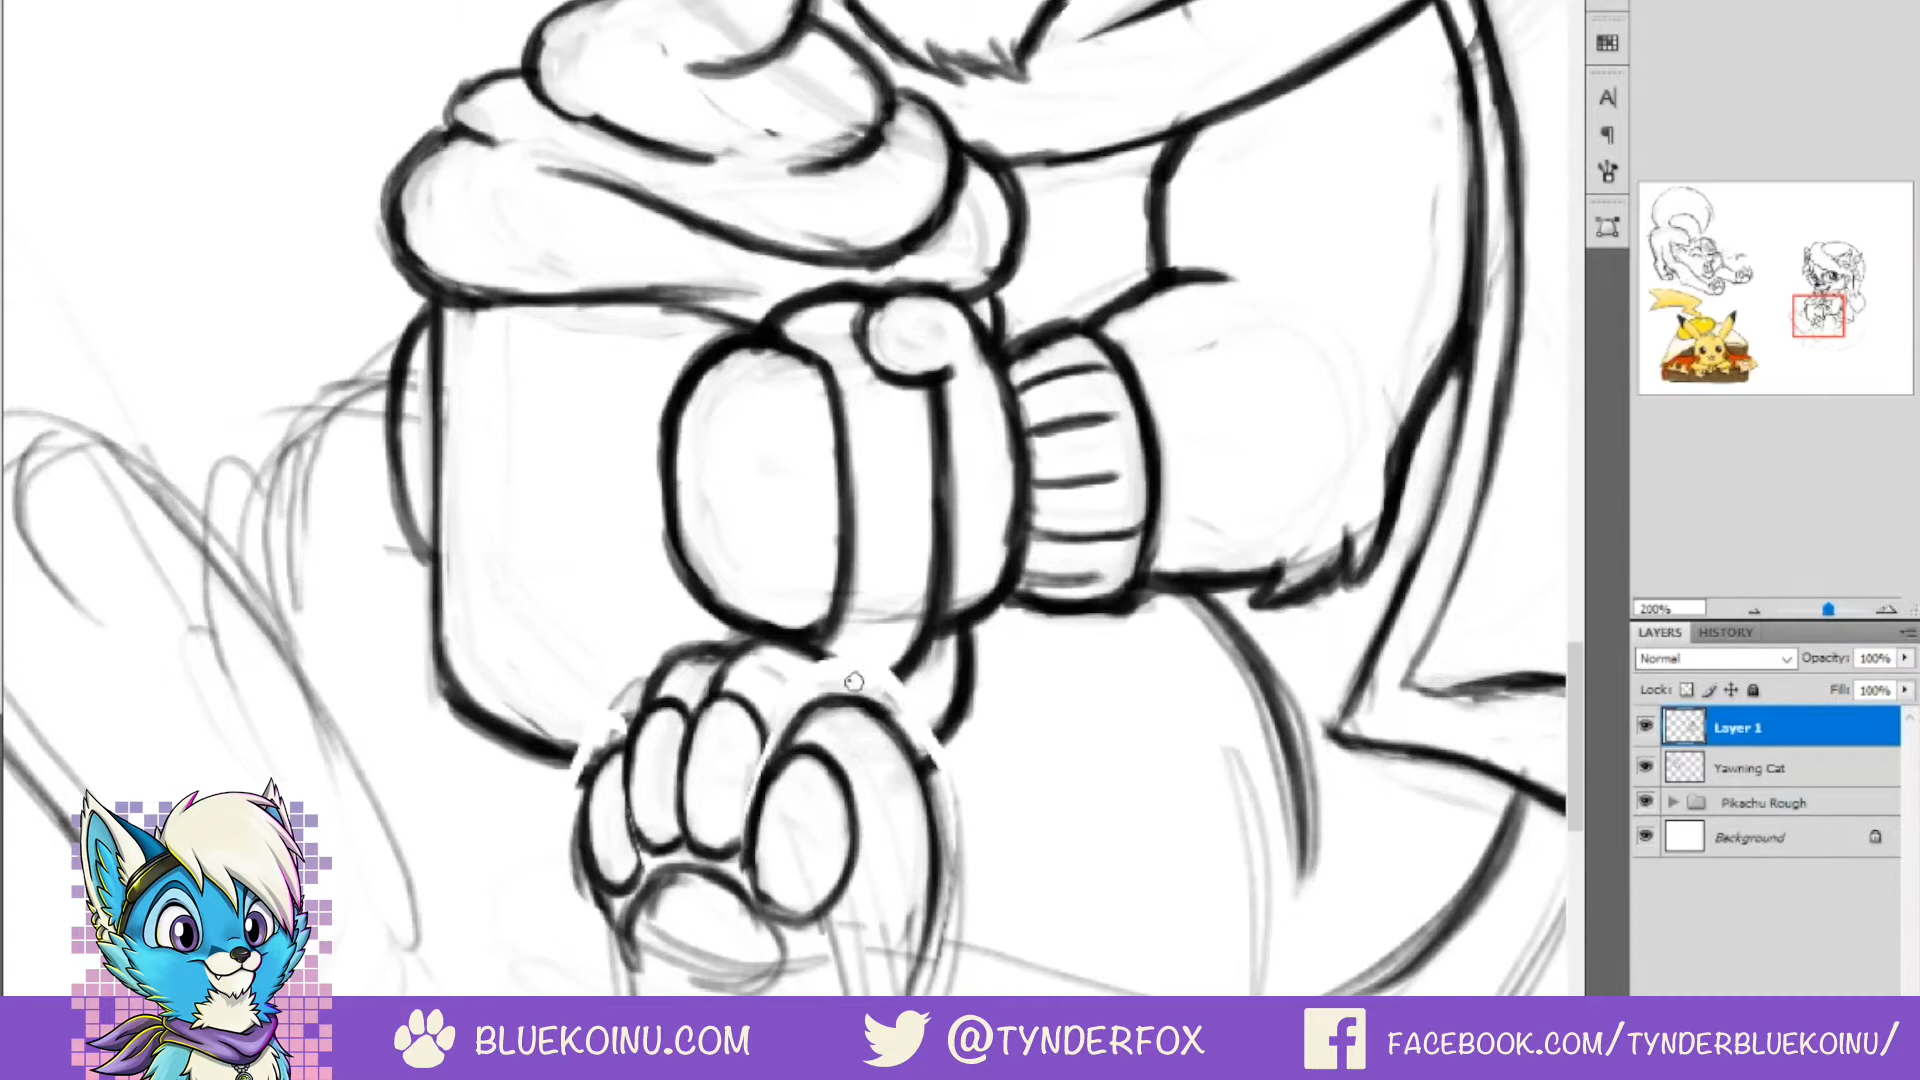 A
¶
200%
LAYERS HISTORY
Normal Opacity: 100%
Lock: Fill: 100%
Layer 1
Yawning Cat
Pikachu Rough
Background
BLUEKOINU.COM @TYNDERFOX FACEBOOK.COM/TYNDERBLUEKOINU/